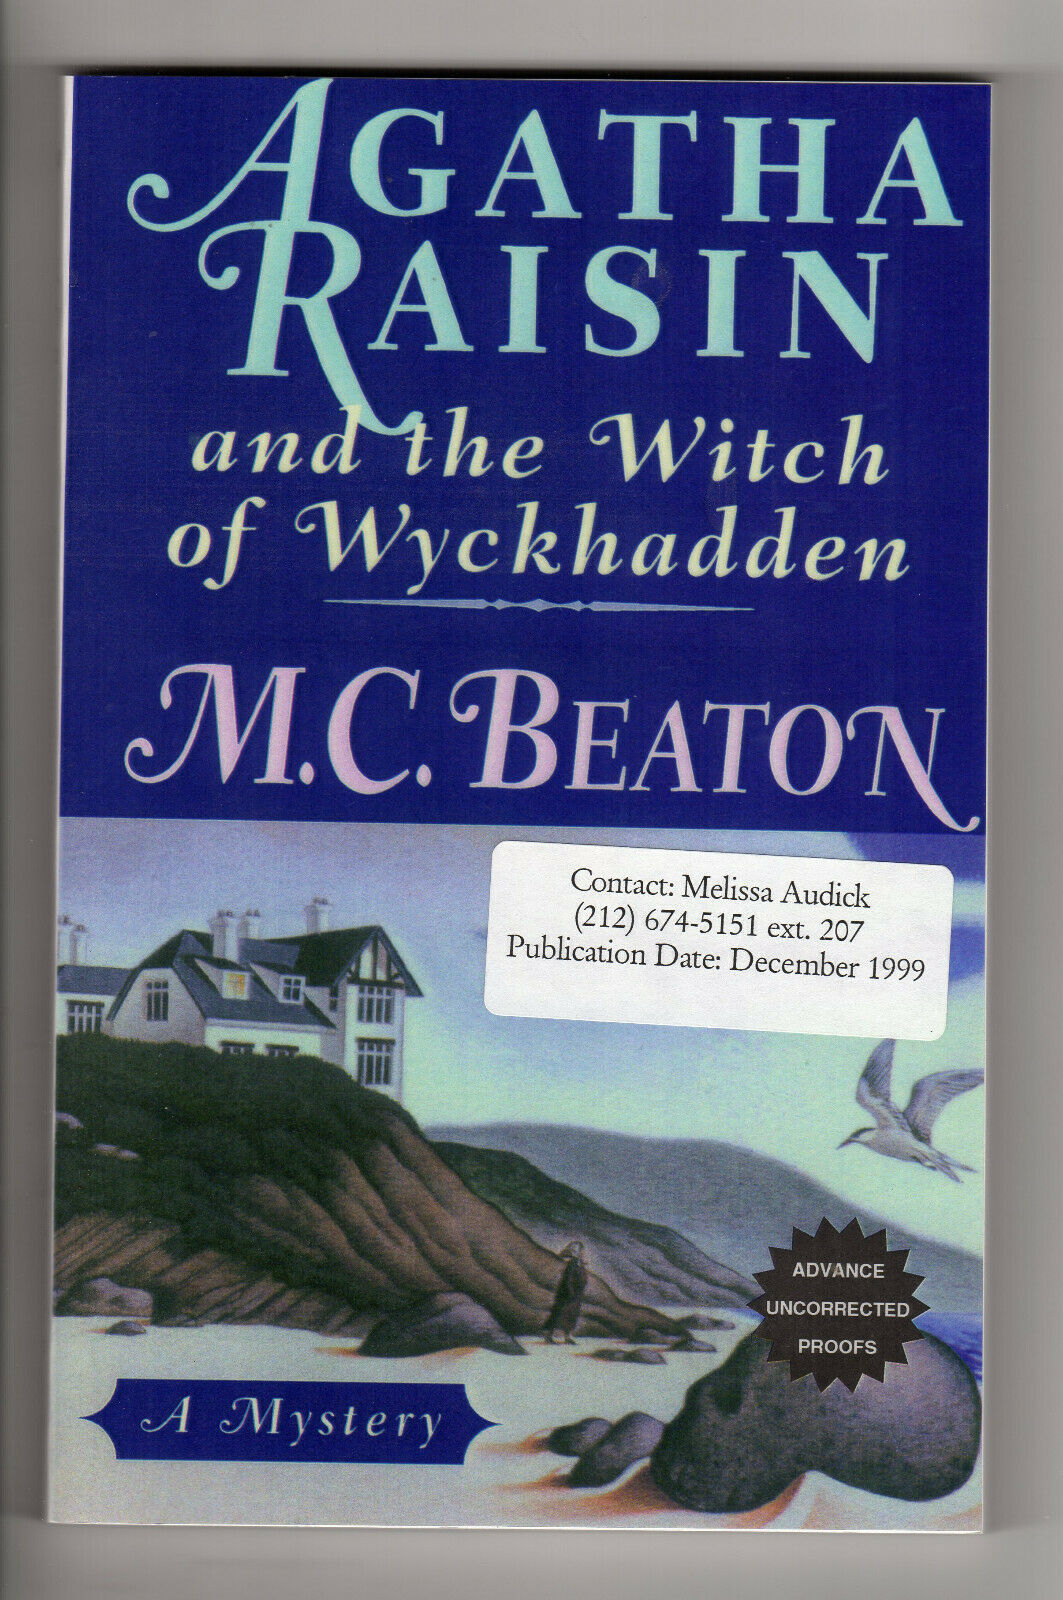 AGATHA
RAISIN
and the Witch
of Wyckhadden
M.C. BEATON
Contact: Melissa Audick
(212) 674-5151 ext. 207
Publication Date: December 1999
ADVANCE
UNCORRECTED
PROOFS
A Mystery